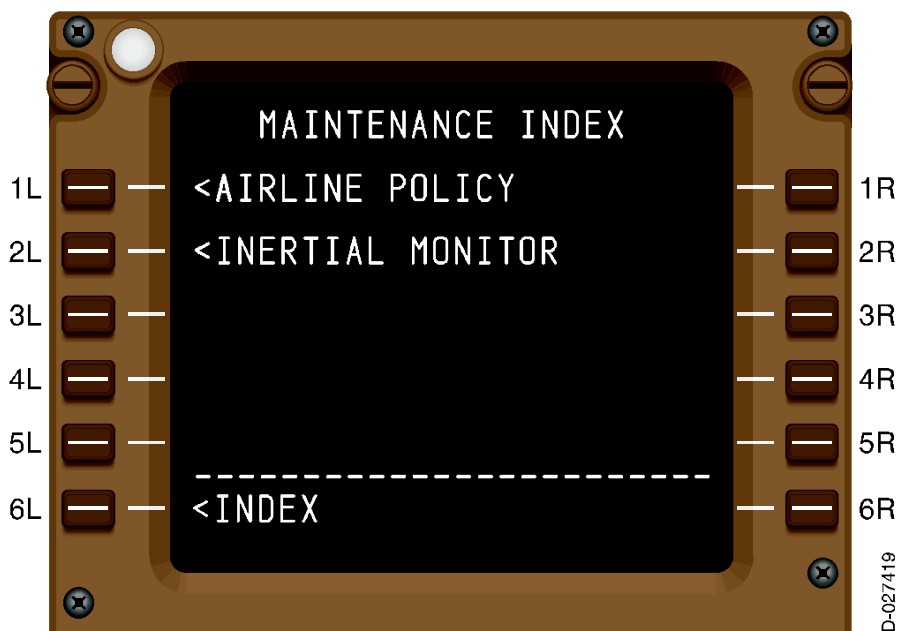 MAINTENANCE INDEX
1L <AIRLINE POLICY 1R
2L <INERTIAL MONITOR 2R
3L 3R
4L 4R
5L 5R
------------------------
6L <INDEX 6R
D-027419